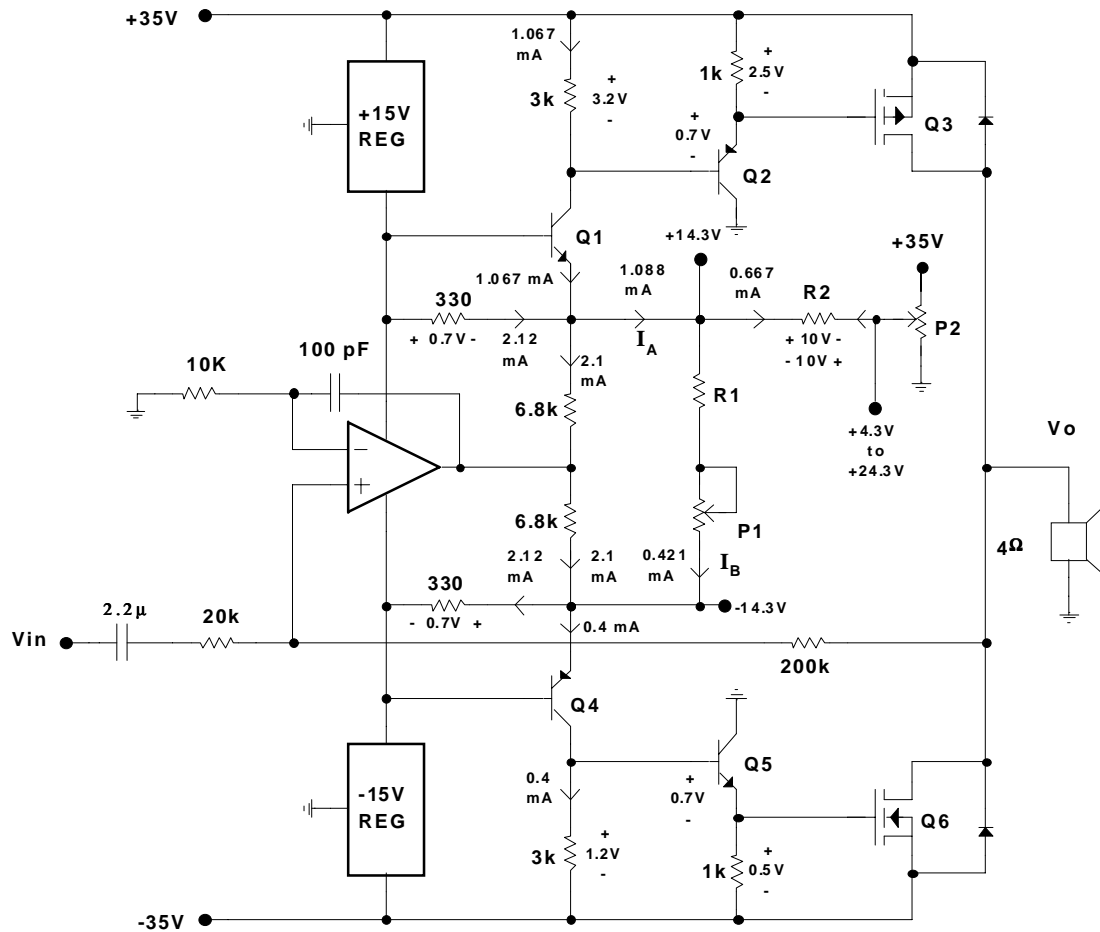 +35V
1.067
mA
3k
+
3.2V
-
1k
+
2.5V
-
+15V
REG
+
0.7V
-
Q2
Q3
Q1
+14.3V
+35V
1.067 mA
1.088
mA
0.667
mA
R2
P2
330
+ 0.7V -
2.12
mA
I_A
+ 10V -
- 10V +
10K
100 pF
2.1
mA
6.8k
R1
+4.3V
to
+24.3V
Vo
−
+
6.8k
P1
4Ω
2.12
mA
2.1
mA
0.421
mA
I_B
330
- 0.7V +
-14.3V
0.4 mA
Vin
2.2μ
20k
200k
Q4
Q5
-15V
REG
0.4
mA
+
0.7V
-
Q6
3k
+
1.2V
-
1k
+
0.5V
-
-35V